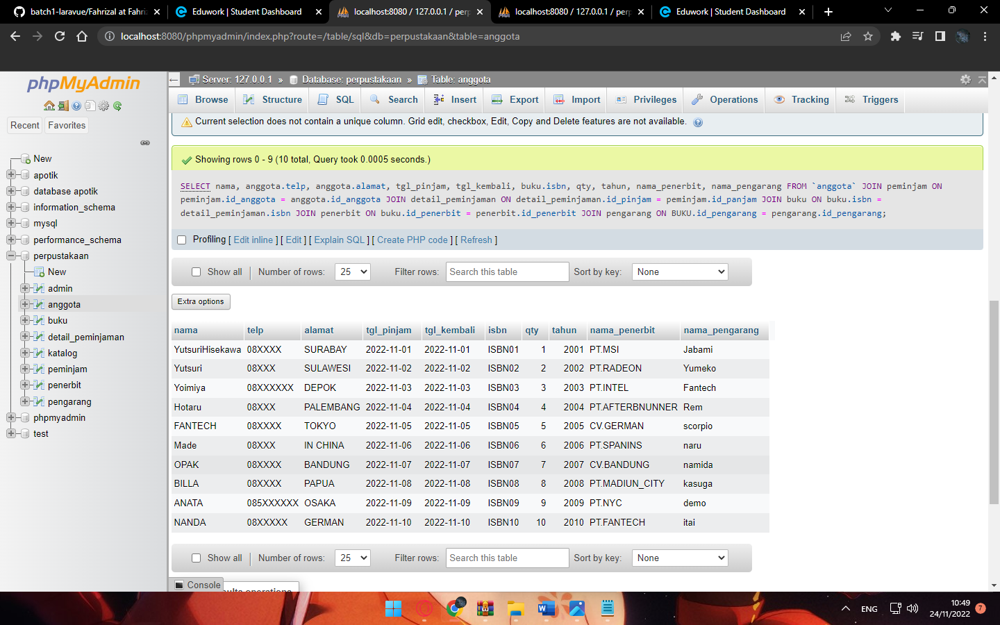 batch1-laravue/Fahrizal at Fahri
Eduwork | Student Dashboard
localhost:8080 / 127.0.0.1 / perp
localhost:8080 / 127.0.0.1 / perp
Eduwork | Student Dashboard
localhost:8080/phpmyadmin/index.php?route=/table/sql&db=perpustakaan&table=anggota
phpMyAdmin
Recent Favorites
New
apotik
database apotik
information_schema
mysql
performance_schema
perpustakaan
New
admin
anggota
buku
detail_peminjaman
katalog
peminjam
penerbit
pengarang
phpmyadmin
test
Server: 127.0.0.1 » Database: perpustakaan » Table: anggota
Browse Structure SQL Search Insert Export Import Privileges Operations Tracking Triggers
Current selection does not contain a unique column. Grid edit, checkbox, Edit, Copy and Delete features are not available.
Showing rows 0 - 9 (10 total, Query took 0.0005 seconds.)
SELECT nama, anggota.telp, anggota.alamat, tgl_pinjam, tgl_kembali, buku.isbn, qty, tahun, nama_penerbit, nama_pengarang FROM `anggota` JOIN peminjam ON
peminjam.id_anggota = anggota.id_anggota JOIN detail_peminjaman ON detail_peminjaman.id_pinjam = peminjam.id_panjam JOIN buku ON buku.isbn =
detail_peminjaman.isbn JOIN penerbit ON buku.id_penerbit = penerbit.id_penerbit JOIN pengarang ON BUKU.id_pengarang = pengarang.id_pengarang;
Profiling [ Edit inline ] [ Edit ] [ Explain SQL ] [ Create PHP code ] [ Refresh ]
Show all Number of rows: 25 Filter rows: Search this table Sort by key: None
Extra options
nama telp alamat tgl_pinjam tgl_kembali isbn qty tahun nama_penerbit nama_pengarang
YutsuriHisekawa 08XXXX SURABAY 2022-11-01 2022-11-01 ISBN01 1 2001 PT.MSI Jabami
Yutsuri 08XXX SULAWESI 2022-11-02 2022-11-02 ISBN02 2 2002 PT.RADEON Yumeko
Yoimiya 08XXXXXX DEPOK 2022-11-03 2022-11-03 ISBN03 3 2003 PT.INTEL Fantech
Hotaru 08XXX PALEMBANG 2022-11-04 2022-11-04 ISBN04 4 2004 PT.AFTERBNUNNER Rem
FANTECH 08XXXX TOKYO 2022-11-05 2022-11-05 ISBN05 5 2005 CV.GERMAN scorpio
Made 08XXX IN CHINA 2022-11-06 2022-11-06 ISBN06 6 2006 PT.SPANINS naru
OPAK 08XXXX BANDUNG 2022-11-07 2022-11-07 ISBN07 7 2007 CV.BANDUNG namida
BILLA 08XXXX PAPUA 2022-11-08 2022-11-08 ISBN08 8 2008 PT.MADIUN_CITY kasuga
ANATA 085XXXXXX OSAKA 2022-11-09 2022-11-09 ISBN09 9 2009 PT.NYC demo
NANDA 08XXXXX GERMAN 2022-11-10 2022-11-10 ISBN10 10 2010 PT.FANTECH itai
Show all Number of rows: 25 Filter rows: Search this table Sort by key: None
Console
ENG
10:49
24/11/2022
7